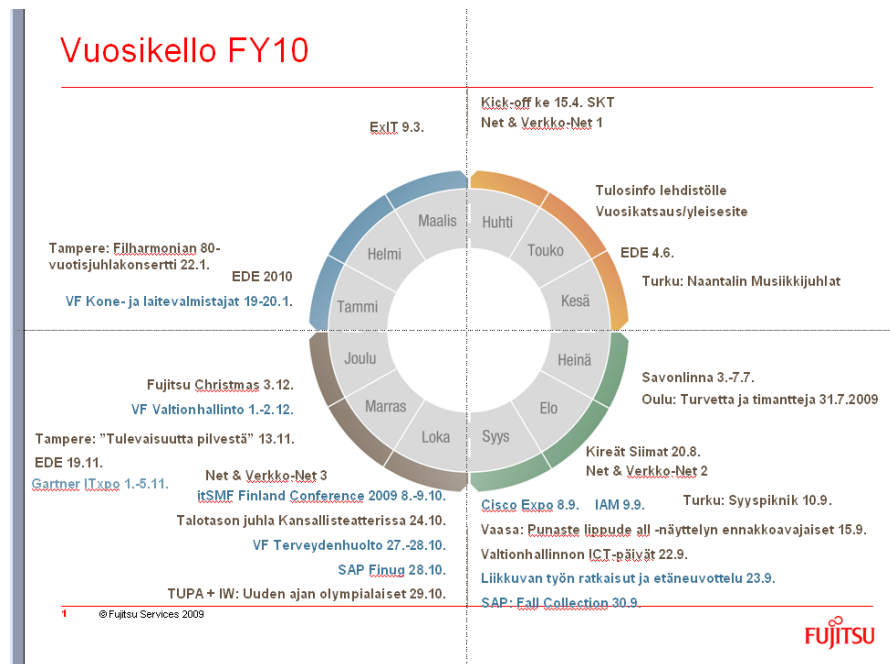 Vuosikello FY10
Kick-off ke 15.4. SKT
Net & Verkko-Net 1
ExIT 9.3.
Tulosinfo lehdistölle
Vuosikatsaus/yleisesite
EDE 4.6.
Turku: Naantalin Musiikkijuhlat
Tampere: Filharmonian 80-
vuotisjuhlakonsertti 22.1.
EDE 2010
VF Kone- ja laitevalmistajat 19-20.1.
Maalis
Huhti
Helmi
Touko
Tammi
Kesä
Joulu
Heinä
Marras
Elo
Loka
Syys
Savonlinna 3.-7.7.
Oulu: Turvetta ja timantteja 31.7.2009
Kireät Siimat 20.8.
Net & Verkko-Net 2
Fujitsu Christmas 3.12.
VF Valtionhallinto 1.-2.12.
Tampere: ”Tulevaisuutta pilvestä” 13.11.
EDE 19.11.
Gartner ITxpo 1.-5.11.
Net & Verkko-Net 3
itSMF Finland Conference 2009 8.-9.10.
Talotason juhla Kansallisteatterissa 24.10.
VF Terveydenhuolto 27.-28.10.
SAP Finug 28.10.
TUPA + IW: Uuden ajan olympialaiset 29.10.
Cisco Expo 8.9. IAM 9.9. Turku: Syyspiknik 10.9.
Vaasa: Punaste lippude all -näyttelyn ennakkoavajaiset 15.9.
Valtionhallinnon ICT-päivät 22.9.
Liikkuvan työn ratkaisut ja etäneuvottelu 23.9.
SAP: Fall Collection 30.9.
1 © Fujitsu Services 2009
FUJITSU